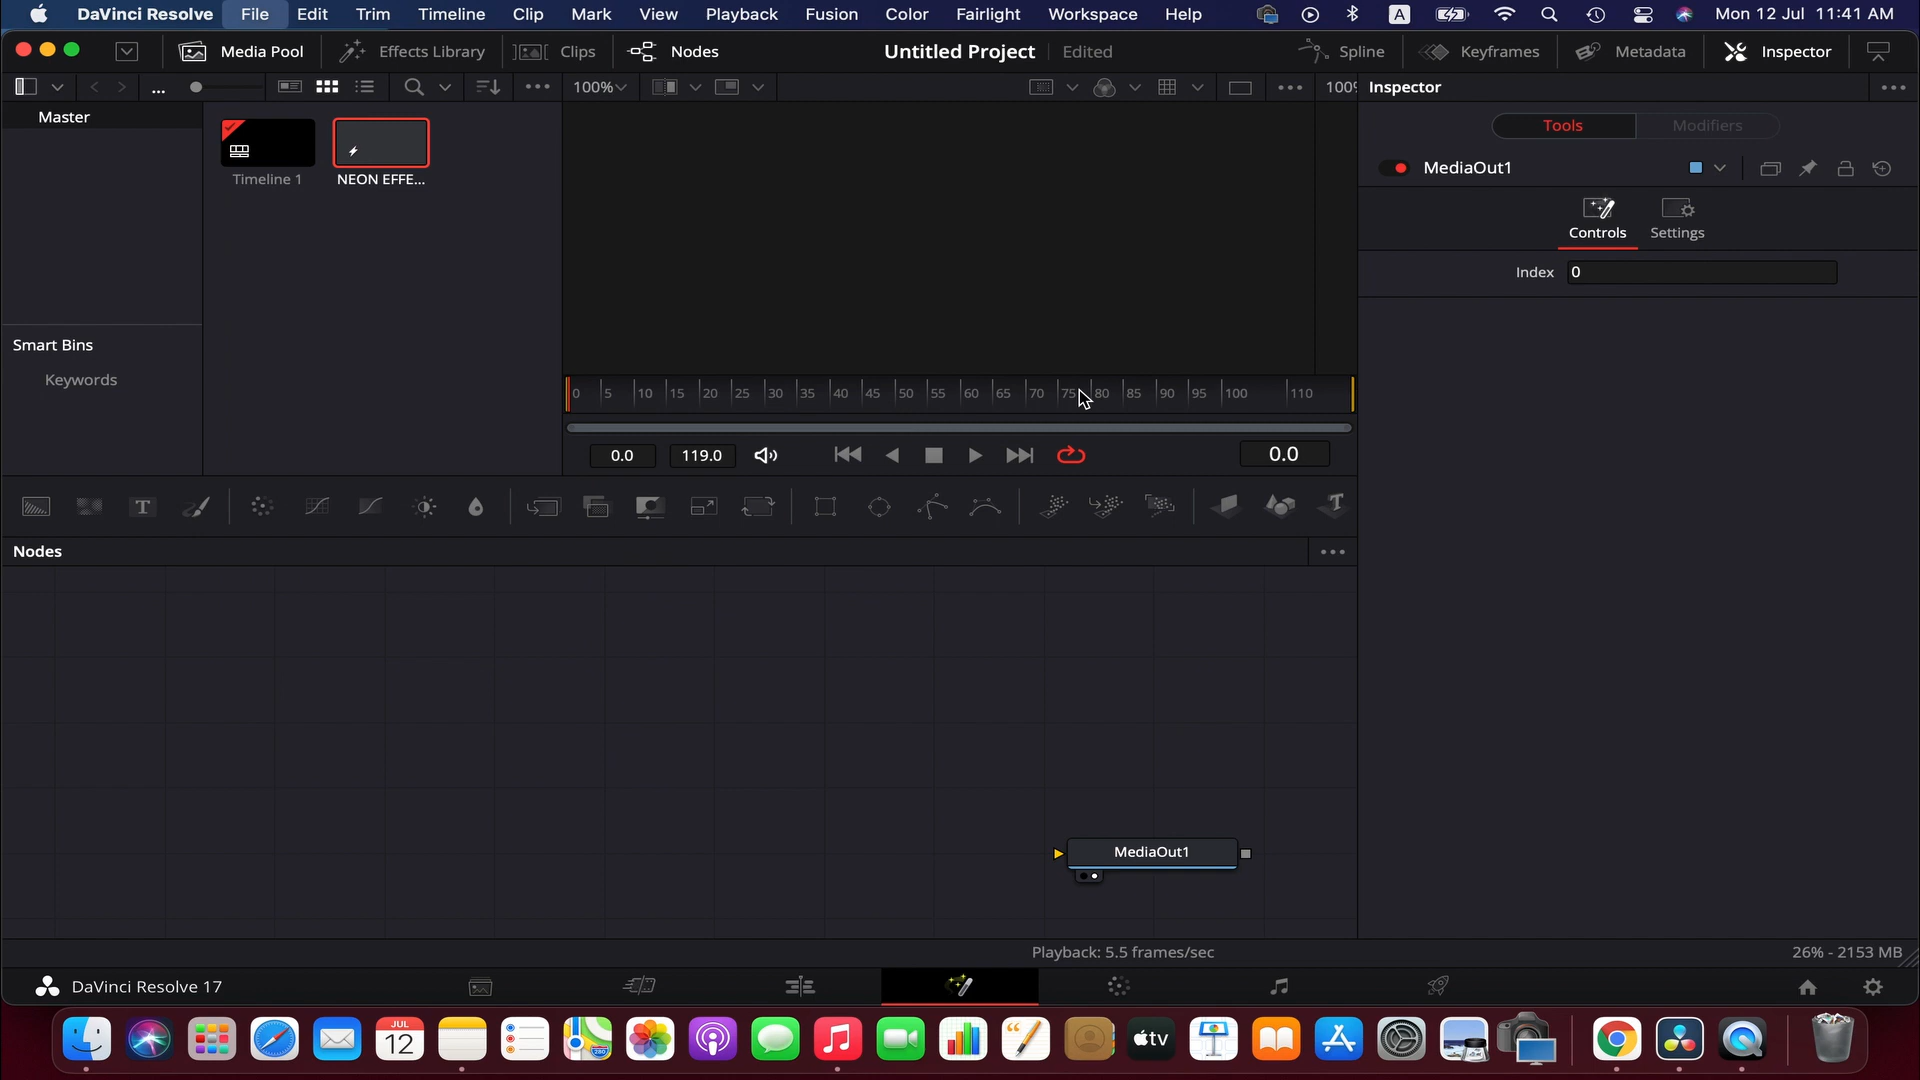 DaVinci Resolve File Edit Trim Timeline Clip Mark View Playback Fusion Color Fairlight Workspace Help A Mon 12 Jul 11:41 AM
Media Pool Effects Library Clips Nodes Untitled Project Edited Spline Keyframes Metadata Inspector
... 100% 100% Inspector
Master
Timeline 1 NEON EFFE...
Tools Modifiers
MediaOut1
Controls Settings
Index 0
Smart Bins
Keywords
0 5 10 15 20 25 30 35 40 45 50 55 60 65 70 75 80 85 90 95 100 110
0.0 119.0 0.0
T T
Nodes
MediaOut1
Playback: 5.5 frames/sec 26% - 2153 MB
DaVinci Resolve 17
JUL
12
tv